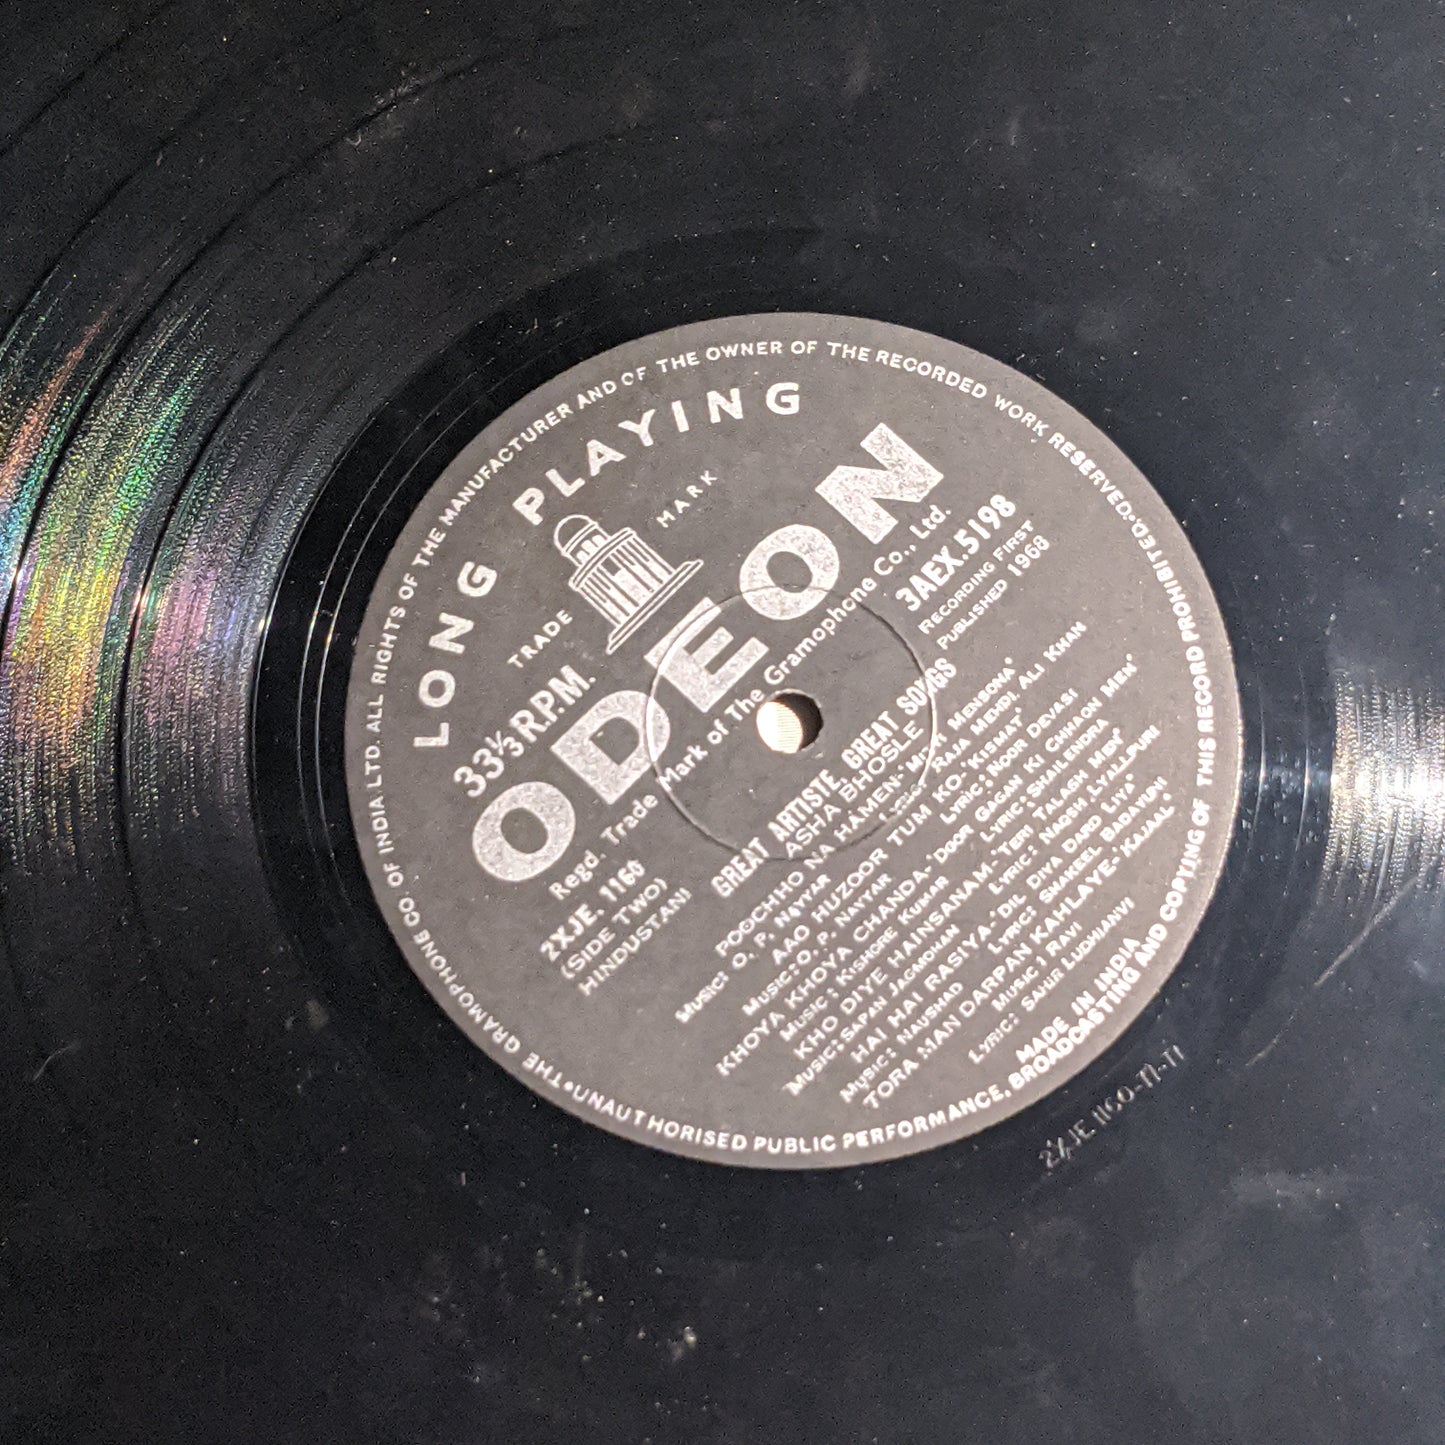 THE GRAMOPHONE CO. OF INDIA LTD. ALL RIGHTS OF THE MANUFACTURER AND OF THE OWNER OF THE RECORDED WORK RESERVED.
UNAUTHORISED PUBLIC PERFORMANCE, BROADCASTING AND COPYING OF THIS RECORD PROHIBITED.
LONG PLAYING
TRADE MARK
33⅓ R.P.M.
ODEON
Regd. Trade Mark of The Gramophone Co., Ltd.
2XJE. 1160
(SIDE TWO)
HINDUSTANI
3AEX.5198
RECORDING FIRST
PUBLISHED 1968
GREAT ARTISTE GREAT SONGS
ASHA BHOSLE
POOCHHO NA HAMEN-
MUSIC: O. P. NAYYAR LYRIC: RAJA MEHDI ALI KHAN
AAO HUZOOR TUM KO-'KISMAT'
MUSIC: O. P. NAYYAR LYRIC: NOOR DEVASI
KHOYA KHOYA CHANDA-'DOOR GAGAN KI CHHAON MEN'
MUSIC: KISHORE KUMAR LYRIC: SHAILENDRA
KHO DIYE HAIN SANAM-'TERI TALASH MEN'
MUSIC: SAPAN JAGMOHAN LYRIC: NAQSH LYALLPURI
HAI HAI RASIYA-'DIL DIYA DARD LIYA'
MUSIC: NAUSHAD LYRIC: SHAKEEL BADAYUNI
TORA MAN DARPAN KAHLAYE-'KAJAAL'
MUSIC: RAVI
LYRIC: SAHIR LUDHIANVI
MADE IN INDIA